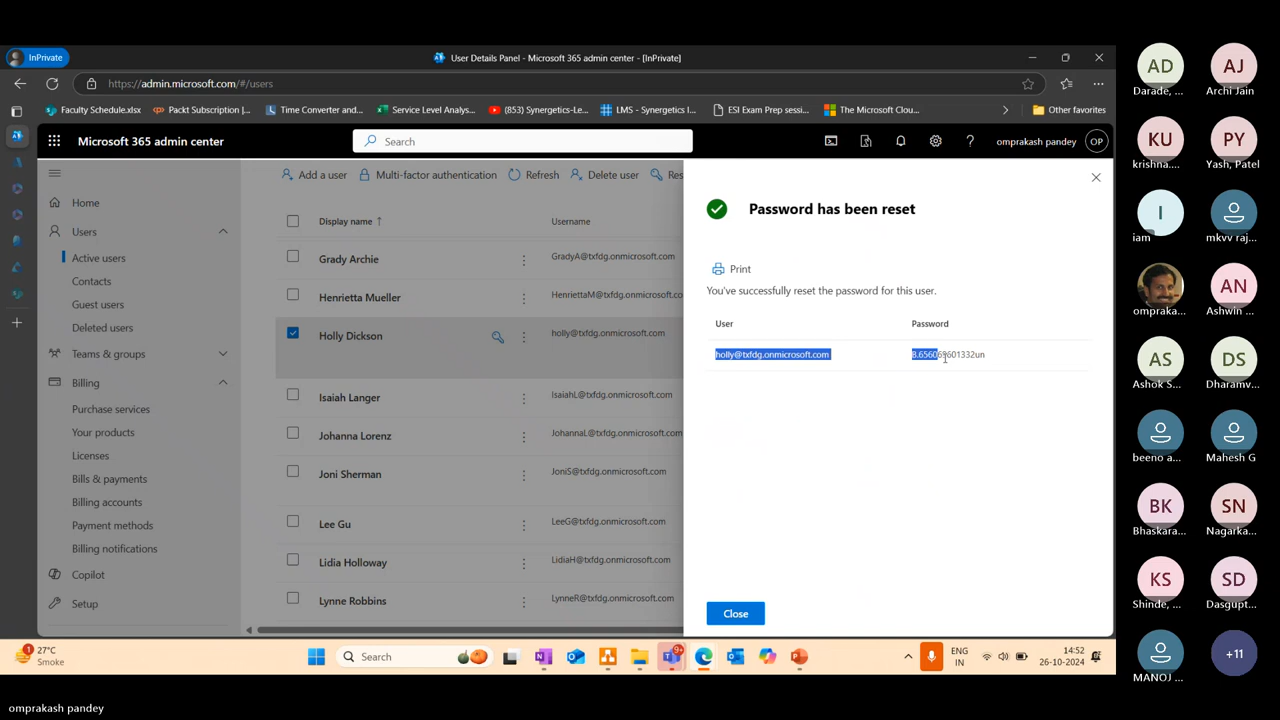 InPrivate
User Details Panel - Microsoft 365 admin center - [InPrivate]
https://admin.microsoft.com/#/users
Faculty Schedule.xlsx
Packt Subscription |...
Time Converter and...
Service Level Analys...
(853) Synergetics-Le...
LMS - Synergetics I...
ESI Exam Prep sessi...
The Microsoft Clou...
Other favorites
Microsoft 365 admin center
Search
omprakash pandey
OP
Home
Users
Active users
Contacts
Guest users
Deleted users
Teams & groups
Billing
Purchase services
Your products
Licenses
Bills & payments
Billing accounts
Payment methods
Billing notifications
Copilot
Setup
Add a user
Multi-factor authentication
Refresh
Delete user
Res
Display name ↑
Username
Grady Archie
GradyA@txfdg.onmicrosoft.com
Henrietta Mueller
HenriettaM@txfdg.onmicrosoft.com
Holly Dickson
holly@txfdg.onmicrosoft.com
Isaiah Langer
IsaiahL@txfdg.onmicrosoft.com
Johanna Lorenz
JohannaL@txfdg.onmicrosoft.com
Joni Sherman
JoniS@txfdg.onmicrosoft.com
Lee Gu
LeeG@txfdg.onmicrosoft.com
Lidia Holloway
LidiaH@txfdg.onmicrosoft.com
Lynne Robbins
LynneR@txfdg.onmicrosoft.com
Password has been reset
Print
You've successfully reset the password for this user.
User
Password
holly@txfdg.onmicrosoft.com
Close
27°C
Smoke
1
Search
9+
ENG
IN
14:52
26-10-2024
AD
Darade, ...
AJ
Archi Jain
KU
krishna....
PY
Yash, Patel
I
iam
mkvv raj...
ompraka...
AN
Ashwin ...
AS
Ashok S...
DS
Dharamv...
beeno a...
Mahesh G
BK
Bhaskara...
SN
Nagarka...
KS
Shinde, ...
SD
Dasgupt...
MANOJ ...
+11
omprakash pandey